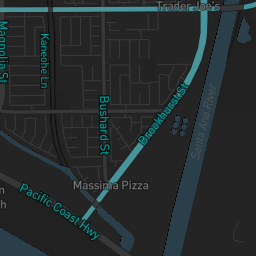 Trader Joe's
Magnolia St
Kaneohe Ln
Bushard St
Brookhurst St
Santa Ana River
Massimo Pizza
Pacific Coast Hwy